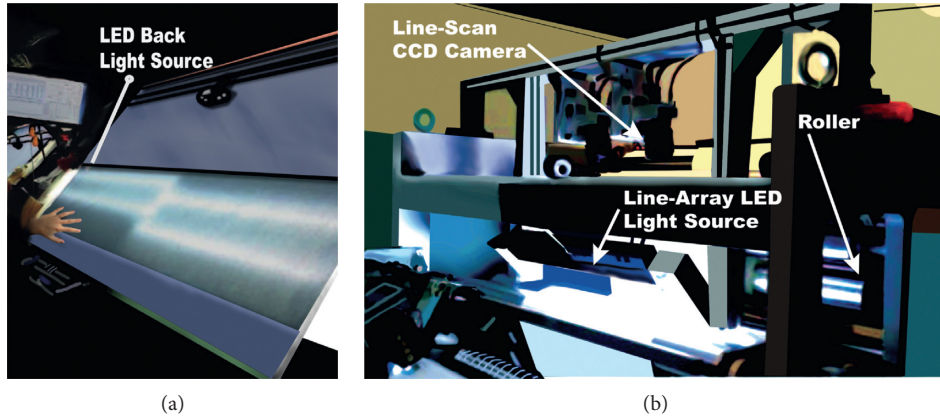 LED Back
Light Source
Line-Scan
CCD Camera
Roller
Line-Array LED
Light Source
(a)
(b)